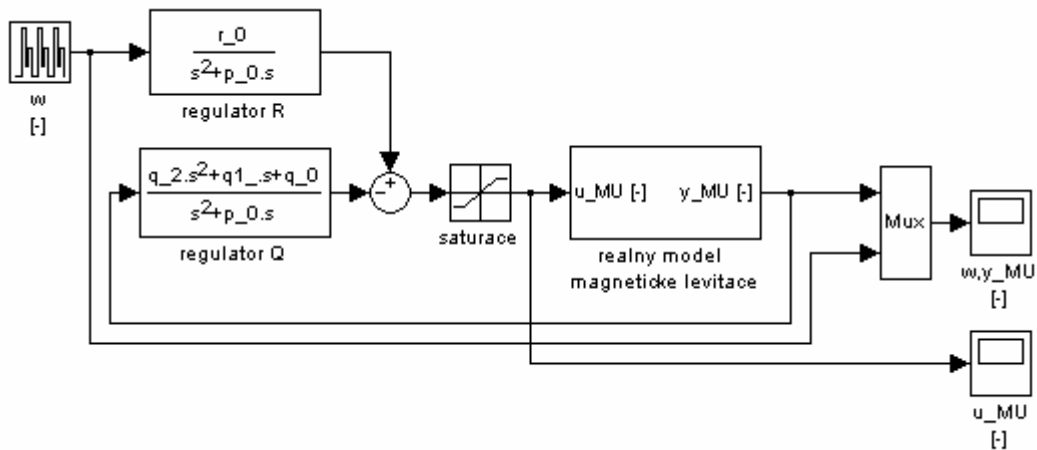 w
[-]
r_0
s²+p_0.s
regulator R
q_2.s²+q1_.s+q_0
s²+p_0.s
regulator Q
- +
saturace
u_MU [-] y_MU [-]
realny model
magneticke levitace
Mux
w,y_MU
[-]
u_MU
[-]